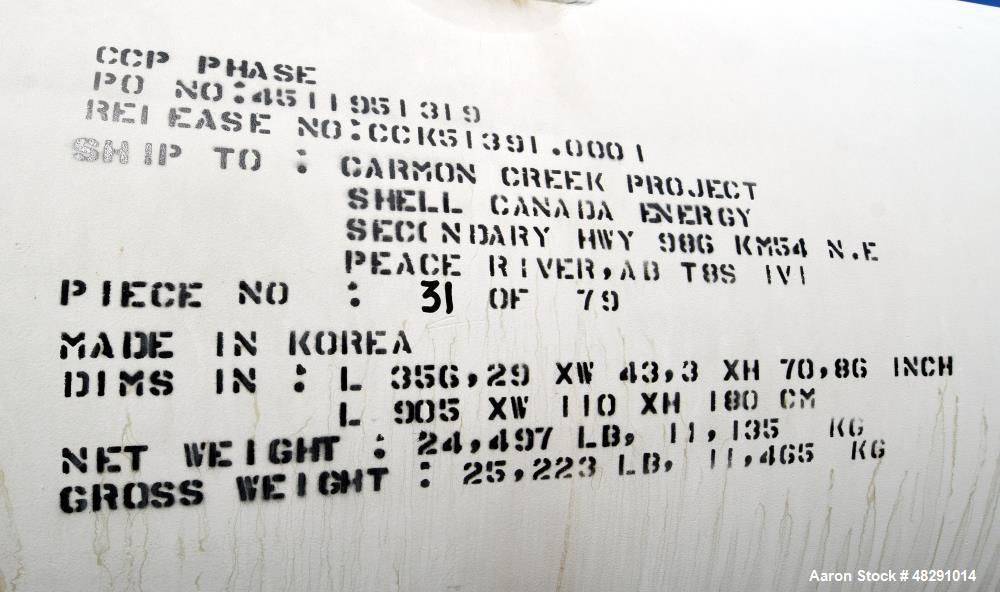 CCP PHASE
PO NO:4511951319
RELEASE NO:CCK51391.0001
SHIP TO : CARMON CREEK PROJECT
SHELL CANADA ENERGY
SECONDARY HWY 986 KM54 N.E
PEACE RIVER,AB T8S 1V1
PIECE NO : 31 OF 79
MADE IN KOREA
DIMS IN : L 356,29 XW 43,3 XH 70,86 INCH
L 905 XW 110 XH 180 CM
NET WEIGHT : 24,497 LB, 11,135 KG
GROSS WEIGHT : 25,223 LB, 11,465 KG
Aaron Stock # 48291014